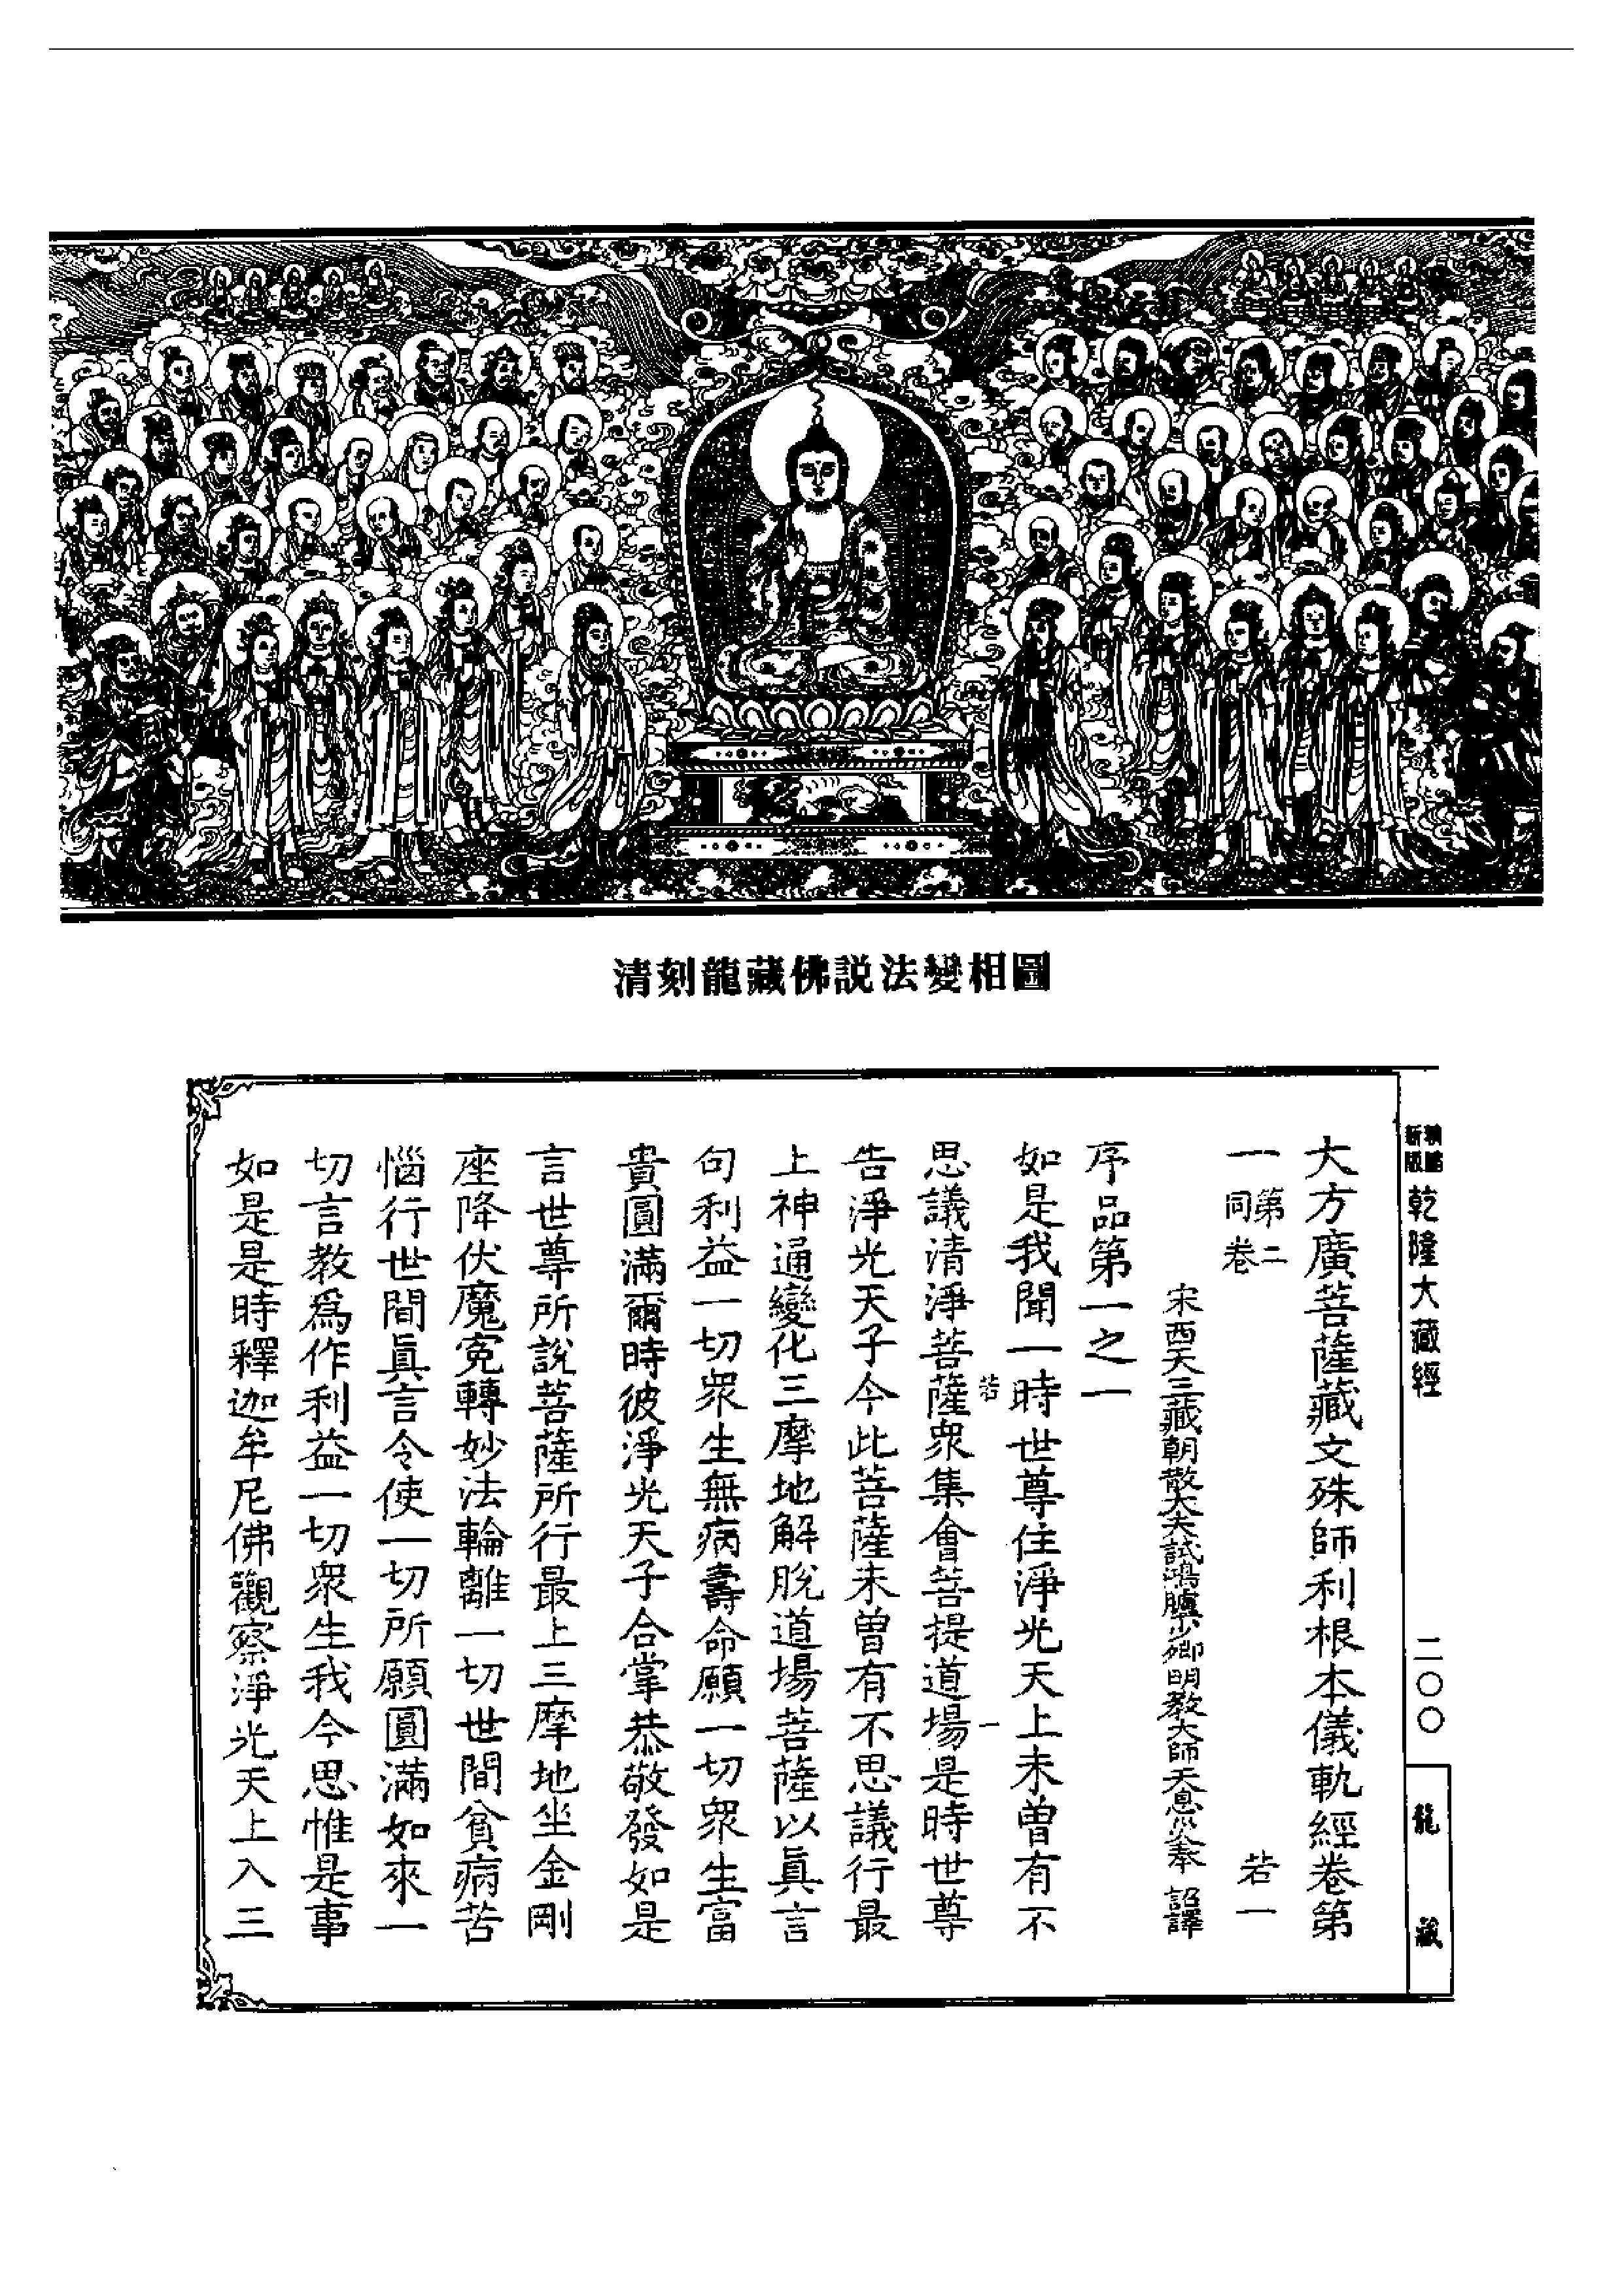 清刻龍藏佛説法變相圖
新版
乾隆大藏經
二〇〇
龍藏
大方廣菩薩藏文殊師利根本儀軌經卷第
一 第二同卷 若一
宋西天三藏朝散大夫試鴻臚少卿明教大師天息災奉 詔譯
序品第一之一
如是我聞一時世尊住淨光天上未曾有不
若 一
思議清淨菩薩衆集會菩提道場是時世尊
告淨光天子今此菩薩未曾有不思議行最
上神通變化三摩地解脫道場菩薩以眞言
句利益一切衆生無病壽命願一切衆生富
貴圓滿爾時彼淨光天子合掌恭敬發如是
言世尊所說菩薩所行最上三摩地坐金剛
座降伏魔寃轉妙法輪離一切世間貧病苦
惱行世間眞言令使一切所願圓滿如來一
切言教爲作利益一切衆生我今思惟是事
如是是時釋迦牟尼佛觀察淨光天上入三